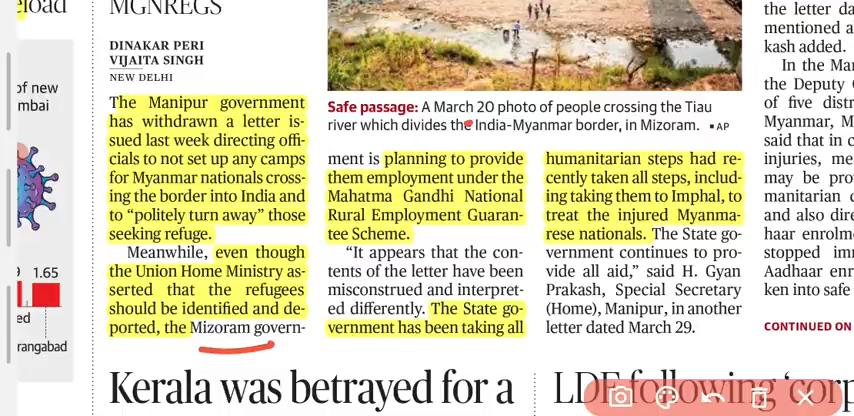 MGNREGS
DINAKAR PERI
VIJAITA SINGH
NEW DELHI
The Manipur government
has withdrawn a letter is-
sued last week directing offi-
cials to not set up any camps
for Myanmar nationals cross-
ing the border into India and
to “politely turn away” those
seeking refuge.
Meanwhile, even though
the Union Home Ministry as-
serted that the refugees
should be identified and de-
ported, the Mizoram govern-
Safe passage: A March 20 photo of people crossing the Tiau
river which divides the India-Myanmar border, in Mizoram. ▪ AP
ment is planning to provide
them employment under the
Mahatma Gandhi National
Rural Employment Guaran-
tee Scheme.
“It appears that the con-
tents of the letter have been
misconstrued and interpret-
ed differently. The State go-
vernment has been taking all
humanitarian steps had re-
cently taken all steps, includ-
ing taking them to Imphal, to
treat the injured Myanma-
rese nationals. The State go-
vernment continues to pro-
vide all aid,” said H. Gyan
Prakash, Special Secretary
(Home), Manipur, in another
letter dated March 29.
the letter da
mentioned a
kash added.
In the Ma
the Deputy C
of five distr
Myanmar, M
said that in c
injuries, me
may be pro
manitarian c
and also dire
haar enrolme
stopped im
Aadhaar enr
ken into safe
CONTINUED ON
of new
mbai
9 1.65
ed
rangabad
Kerala was betrayed for a
LDF following ‘corp